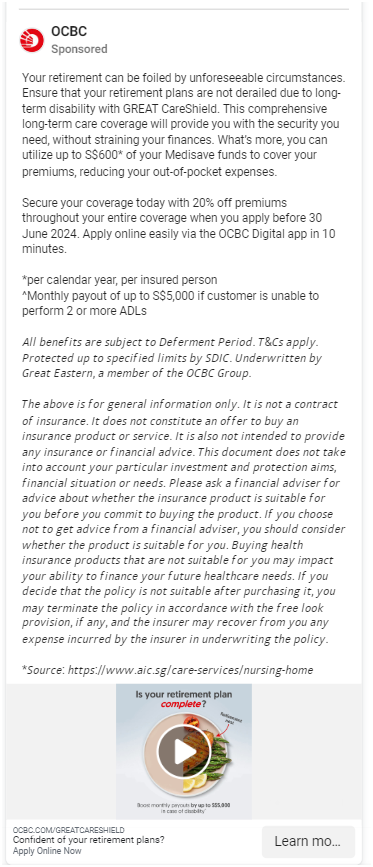 OCBC
Sponsored
Your retirement can be foiled by unforeseeable circumstances.
Ensure that your retirement plans are not derailed due to long-
term disability with GREAT CareShield. This comprehensive
long-term care coverage will provide you with the security you
need, without straining your finances. What's more, you can
utilize up to S$600* of your Medisave funds to cover your
premiums, reducing your out-of-pocket expenses.
Secure your coverage today with 20% off premiums
throughout your entire coverage when you apply before 30
June 2024. Apply online easily via the OCBC Digital app in 10
minutes.
*per calendar year, per insured person
^Monthly payout of up to S$5,000 if customer is unable to
perform 2 or more ADLs
All benefits are subject to Deferment Period. T&Cs apply.
Protected up to specified limits by SDIC. Underwritten by
Great Eastern, a member of the OCBC Group.
The above is for general information only. It is not a contract
of insurance. It does not constitute an offer to buy an
insurance product or service. It is also not intended to provide
any insurance or financial advice. This document does not take
into account your particular investment and protection aims,
financial situation or needs. Please ask a financial adviser for
advice about whether the insurance product is suitable for
you before you commit to buying the product. If you choose
not to get advice from a financial adviser, you should consider
whether the product is suitable for you. Buying health
insurance products that are not suitable for you may impact
your ability to finance your future healthcare needs. If you
decide that the policy is not suitable after purchasing it, you
may terminate the policy in accordance with the free look
provision, if any, and the insurer may recover from you any
expense incurred by the insurer in underwriting the policy.
*Source: https://www.aic.sg/care-services/nursing-home
Is your retirement plan
complete?
Retirement
Boost monthly payouts by up to S$5,000
in case of disability
OCBC.COM/GREATCARESHIELD
Confident of your retirement plans?
Apply Online Now
Learn mo...